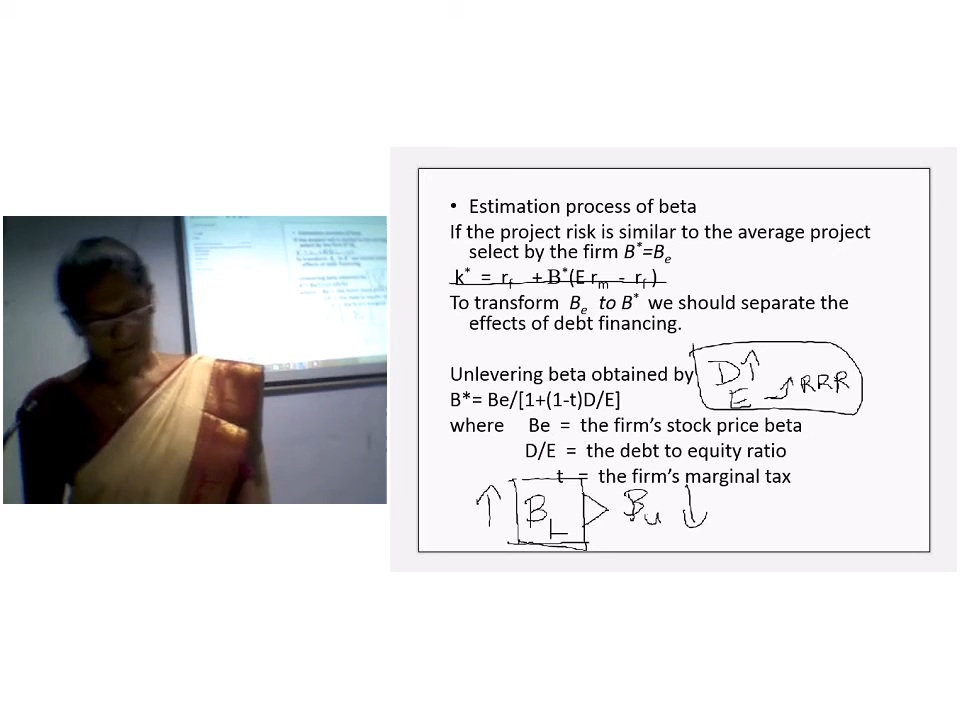 • Estimation process of beta
If the project risk is similar to the average project
select by the firm B*=Be
k* = rf + B*(E rm - rf )
To transform Be to B* we should separate the
effects of debt financing.
Unlevering beta obtained by
D↑
E → RRR
B*= Be/[1+(1-t)D/E]
where Be = the firm's stock price beta
D/E = the debt to equity ratio
t = the firm's marginal tax
↑ BL > Bu ↓